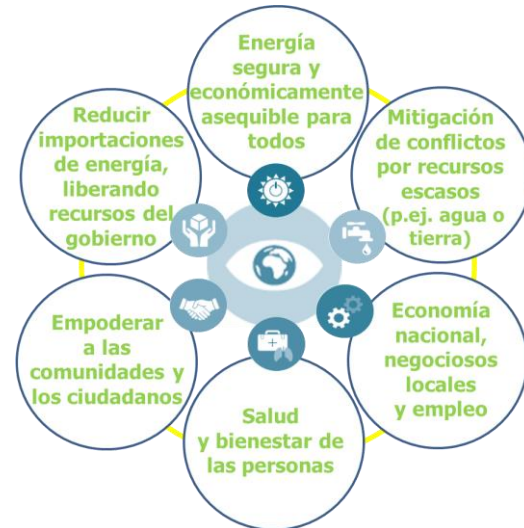 Energía
segura y
económicamente
asequible para
todos
Mitigación
de conflictos
por recursos
escasos
(p.ej. agua o
tierra)
Economía
nacional,
negociosos
locales
y empleo
Salud
y bienestar de
las personas
Empoderar
a las
comunidades y
los ciudadanos
Reducir
importaciones
de energía,
liberando
recursos del
gobierno